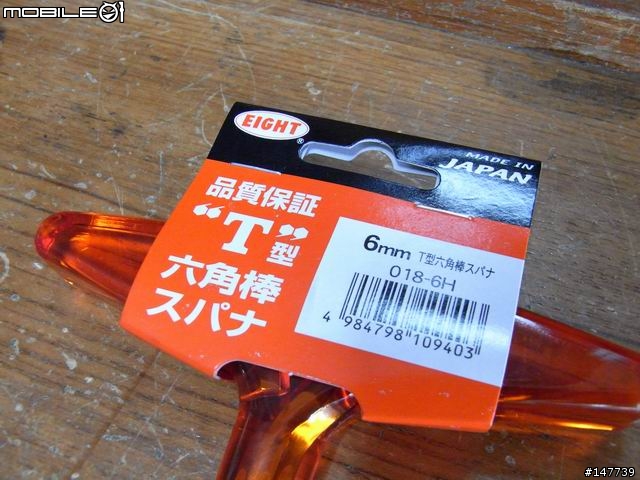 MOBILE01
EIGHT
MADE IN
JAPAN
品質保証
“T”型
六角棒
スパナ
6mm T型六角棒スパナ
018-6H
4 984798 109403
#147739